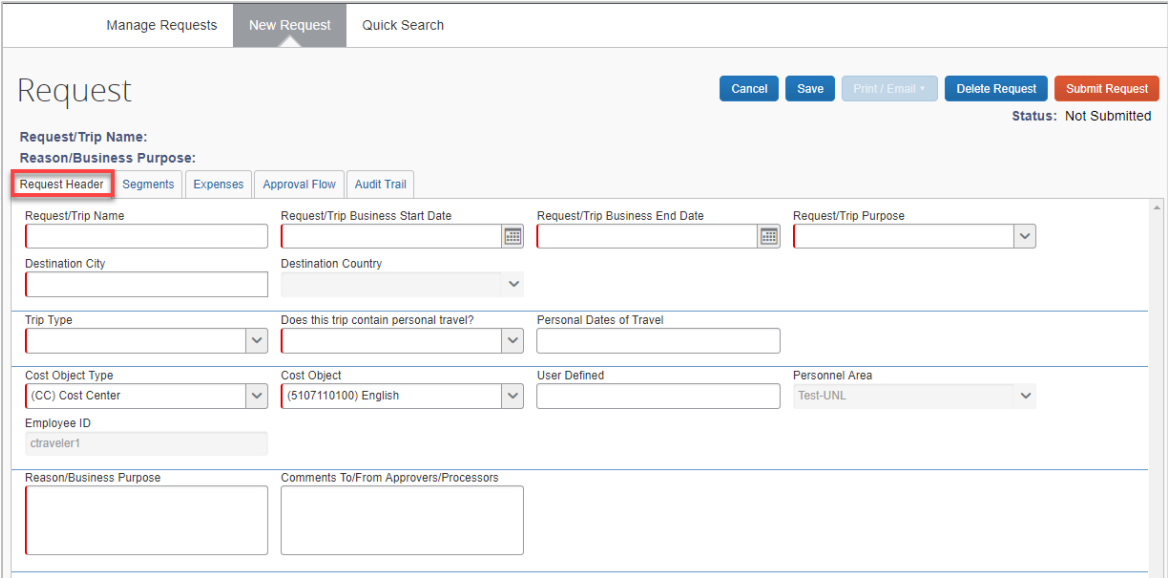 Manage Requests New Request Quick Search
Request
Cancel Save Print / Email Delete Request Submit Request
Status: Not Submitted
Request/Trip Name:
Reason/Business Purpose:
Request Header Segments Expenses Approval Flow Audit Trail
Request/Trip Name Request/Trip Business Start Date Request/Trip Business End Date Request/Trip Purpose
Destination City Destination Country
Trip Type Does this trip contain personal travel? Personal Dates of Travel
Cost Object Type Cost Object User Defined Personnel Area
(CC) Cost Center (5107110100) English Test-UNL
Employee ID
ctraveler1
Reason/Business Purpose Comments To/From Approvers/Processors